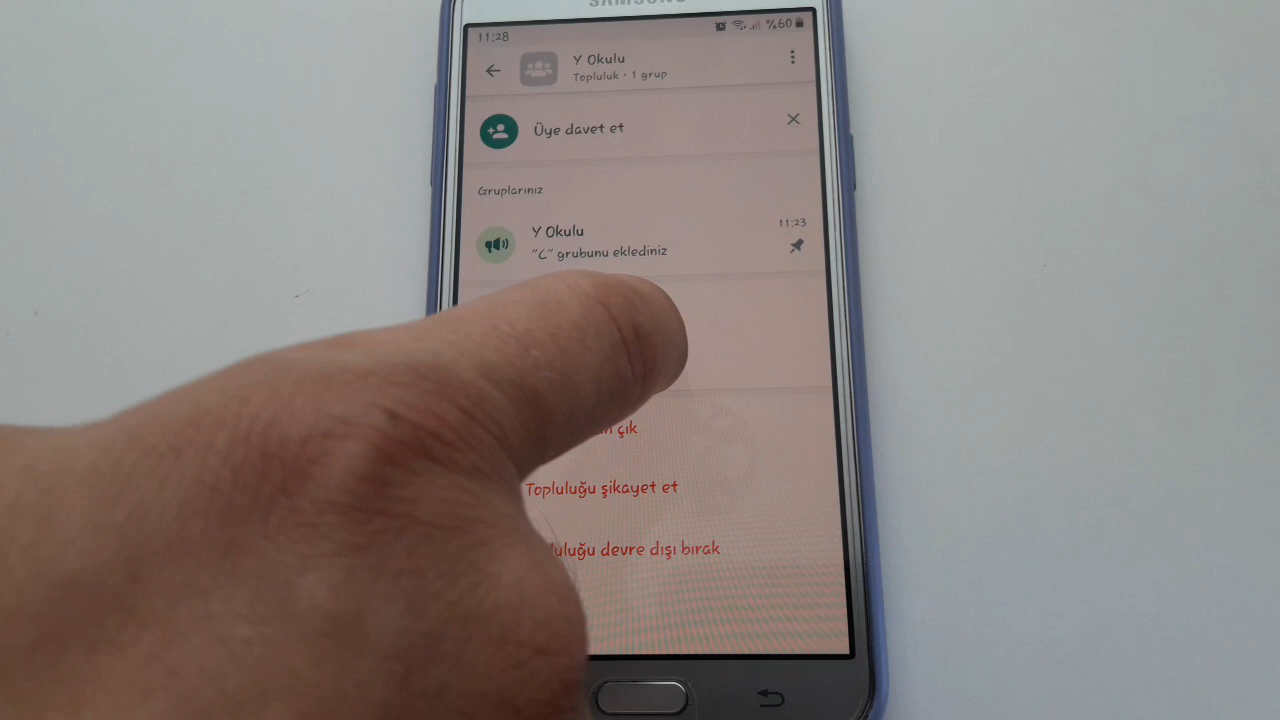 SAMSUNG
11:28 %60
Y Okulu
Topluluk • 1 grup
Üye davet et
Gruplarınız
Y Okulu 11:23
"C" grubunu eklediniz
çık
Topluluğu şikayet et
devre dışı bırak